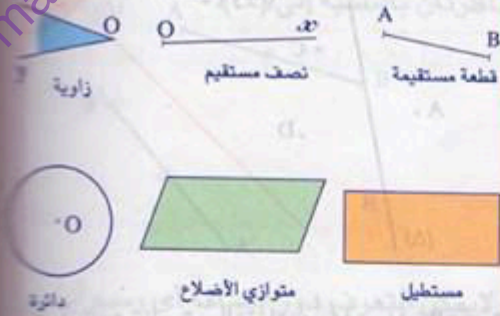 A
B
O
x
O
قطعة مستقيمة
نصف مستقيم
زاوية
O
مستطيل
متوازي الأضلاع
دائرة